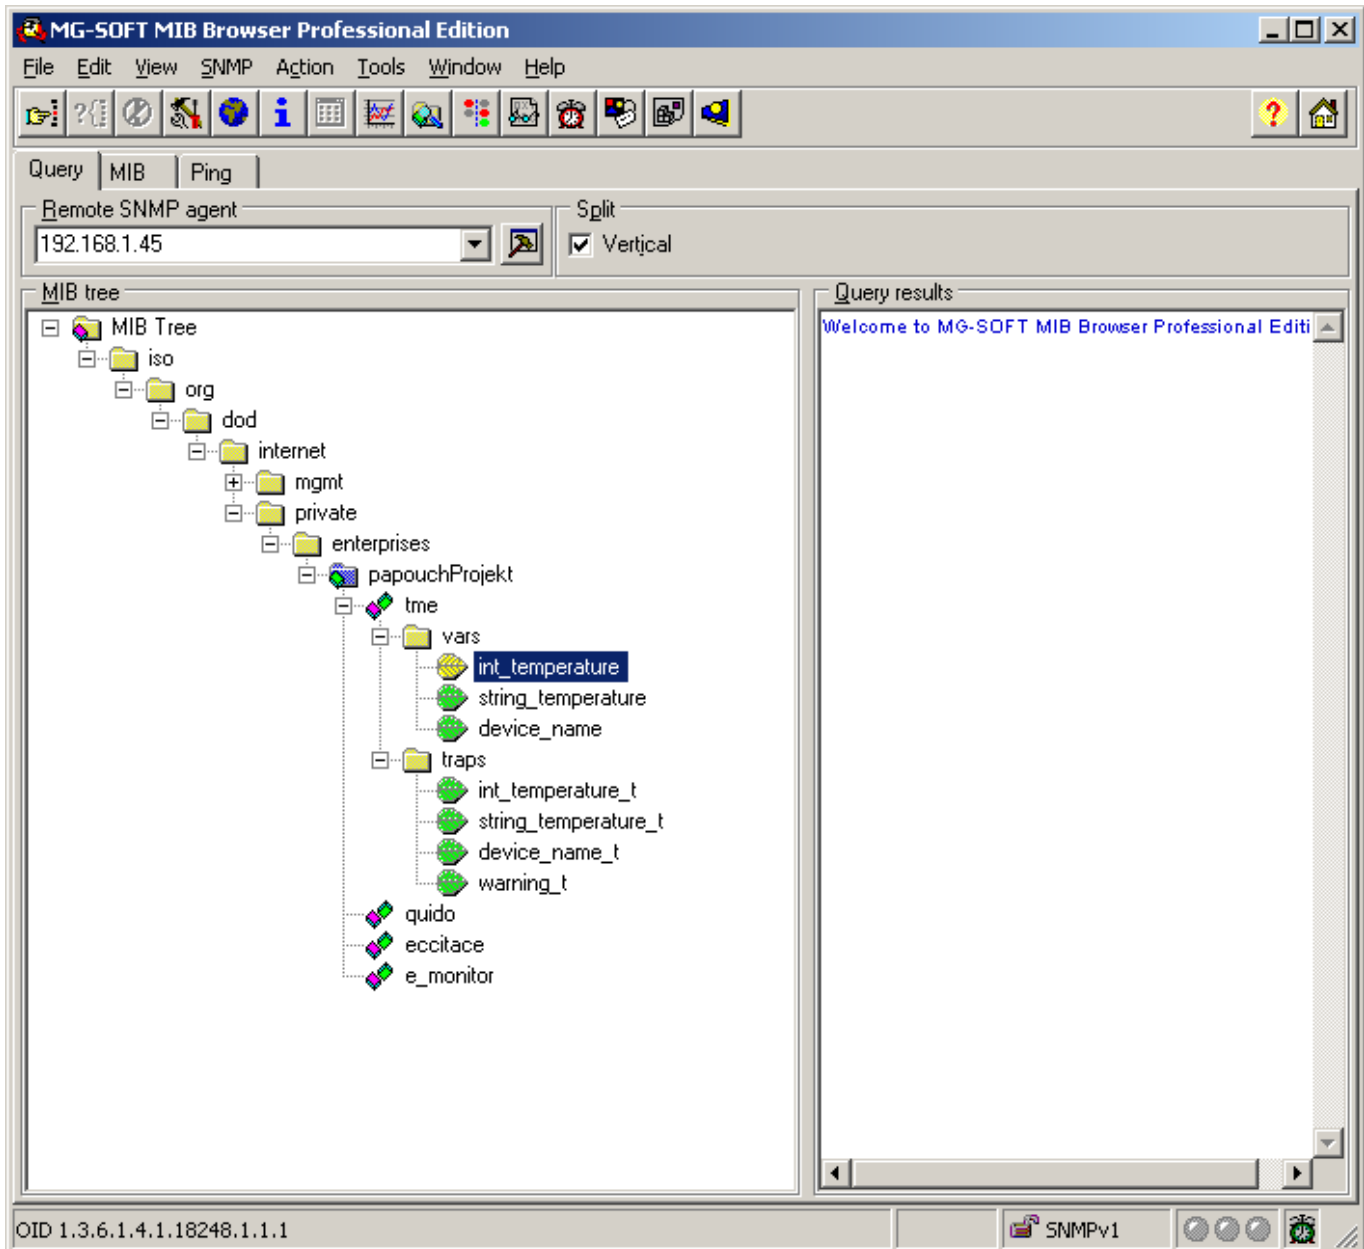 MG-SOFT MIB Browser Professional Edition
File Edit View SNMP Action Tools Window Help
Query MIB Ping
Remote SNMP agent Split
192.168.1.45 Vertical
MIB tree
MIB Tree
iso
org
dod
internet
mgmt
private
enterprises
papouchProjekt
tme
vars
int_temperature
string_temperature
device_name
traps
int_temperature_t
string_temperature_t
device_name_t
warning_t
quido
eccitace
e_monitor
Query results
Welcome to MG-SOFT MIB Browser Professional Editi
OID 1.3.6.1.4.1.18248.1.1.1 SNMPv1